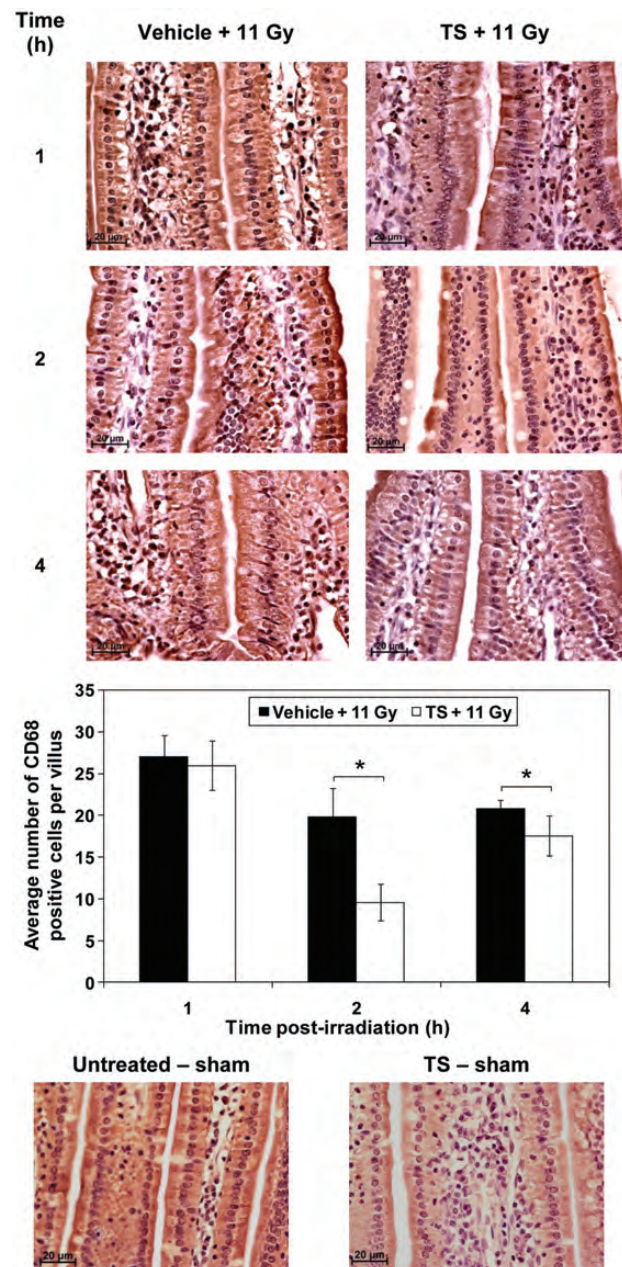 Time
(h)
Vehicle + 11 Gy
TS + 11 Gy
1
20 µm
20 µm
2
20 µm
20 µm
4
20 µm
20 µm
35
30
25
20
15
10
5
0
Average number of CD68
positive cells per villus
Vehicle + 11 Gy
TS + 11 Gy
*
*
1
2
4
Time post-irradiation (h)
Untreated – sham
TS – sham
20 µm
20 µm